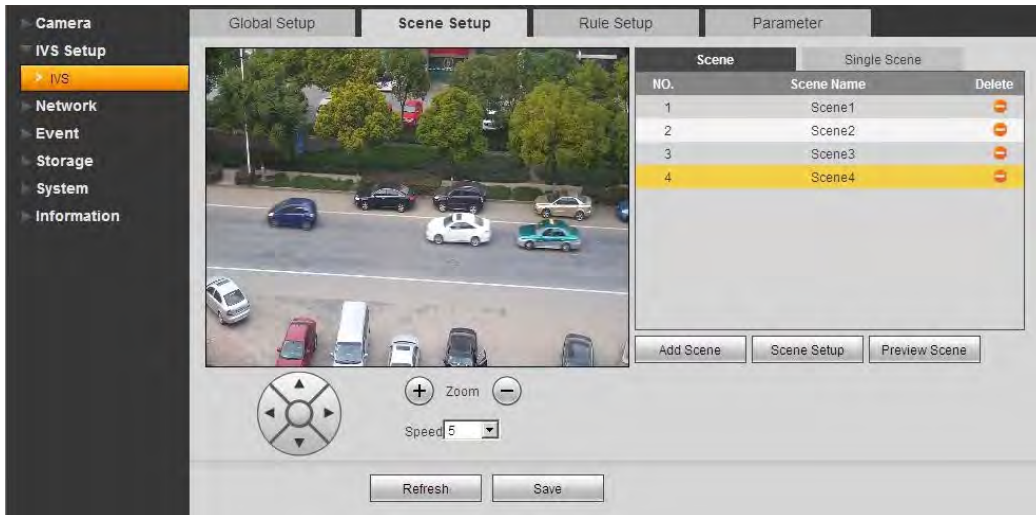 Camera
IVS Setup
IVS
Network
Event
Storage
System
Information
Global Setup Scene Setup Rule Setup Parameter
Scene Single Scene
NO. Scene Name Delete
1 Scene1
2 Scene2
3 Scene3
4 Scene4
Add Scene Scene Setup Preview Scene
+ Zoom −
Speed 5
Refresh Save